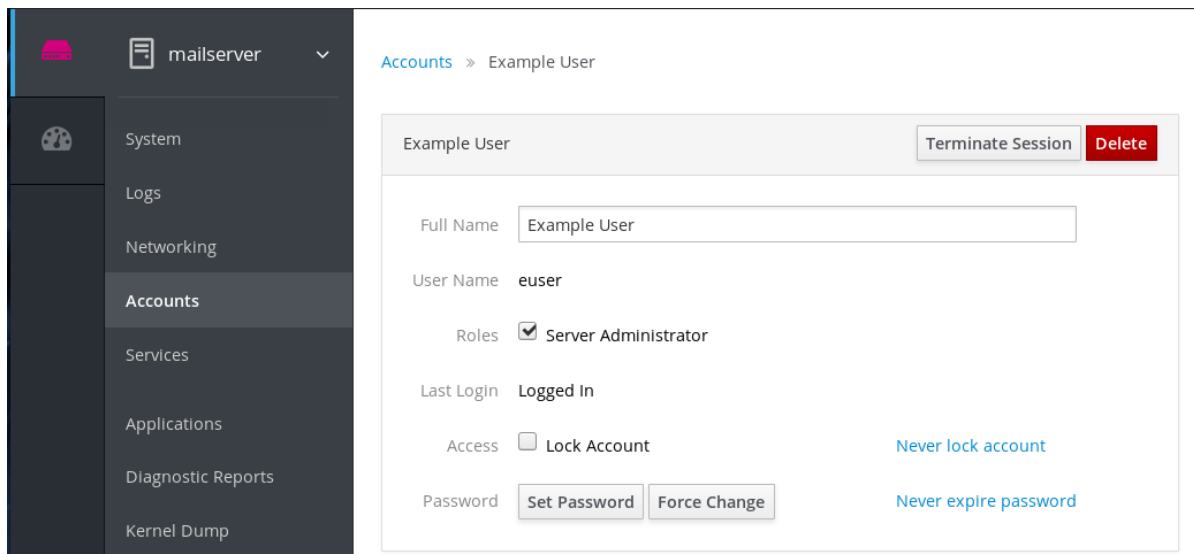 mailserver
System
Logs
Networking
Accounts
Services
Applications
Diagnostic Reports
Kernel Dump
Accounts » Example User
Example User Terminate Session Delete
Full Name Example User
User Name euser
Roles Server Administrator
Last Login Logged In
Access Lock Account Never lock account
Password Set Password Force Change Never expire password